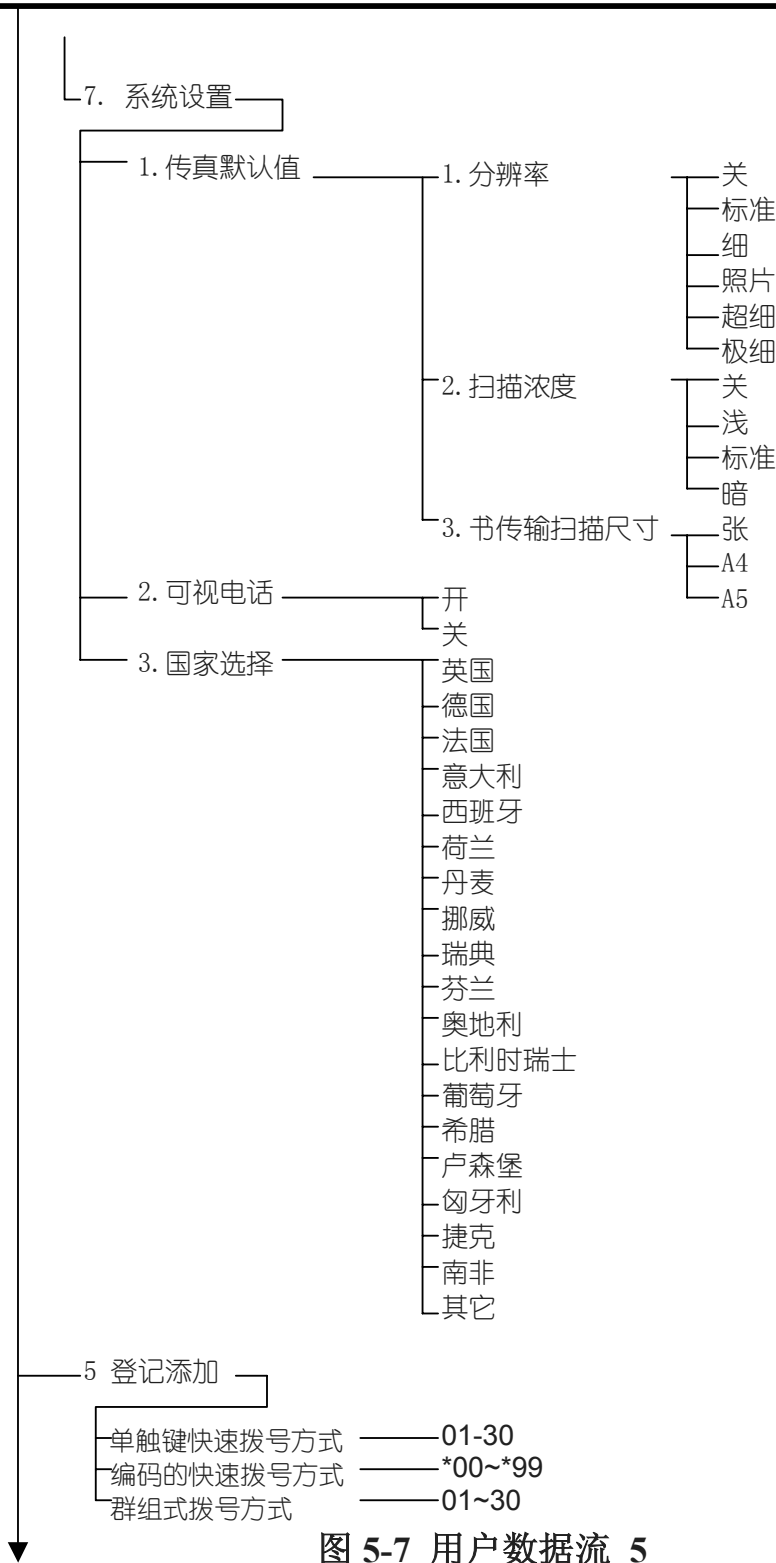 7. 系统设置
1.传真默认值
1.分辨率
关
标准
细
照片
超细
极细
2.扫描浓度
关
浅
标准
暗
3.书传输扫描尺寸
张
A4
A5
2.可视电话
开
关
3.国家选择
英国
德国
法国
意大利
西班牙
荷兰
丹麦
挪威
瑞典
芬兰
奥地利
比利时瑞士
葡萄牙
希腊
卢森堡
匈牙利
捷克
南非
其它
5 登记添加
单触键快速拨号方式 01-30
编码的快速拨号方式 *00~*99
群组式拨号方式 01~30
图 5-7 用户数据流 5